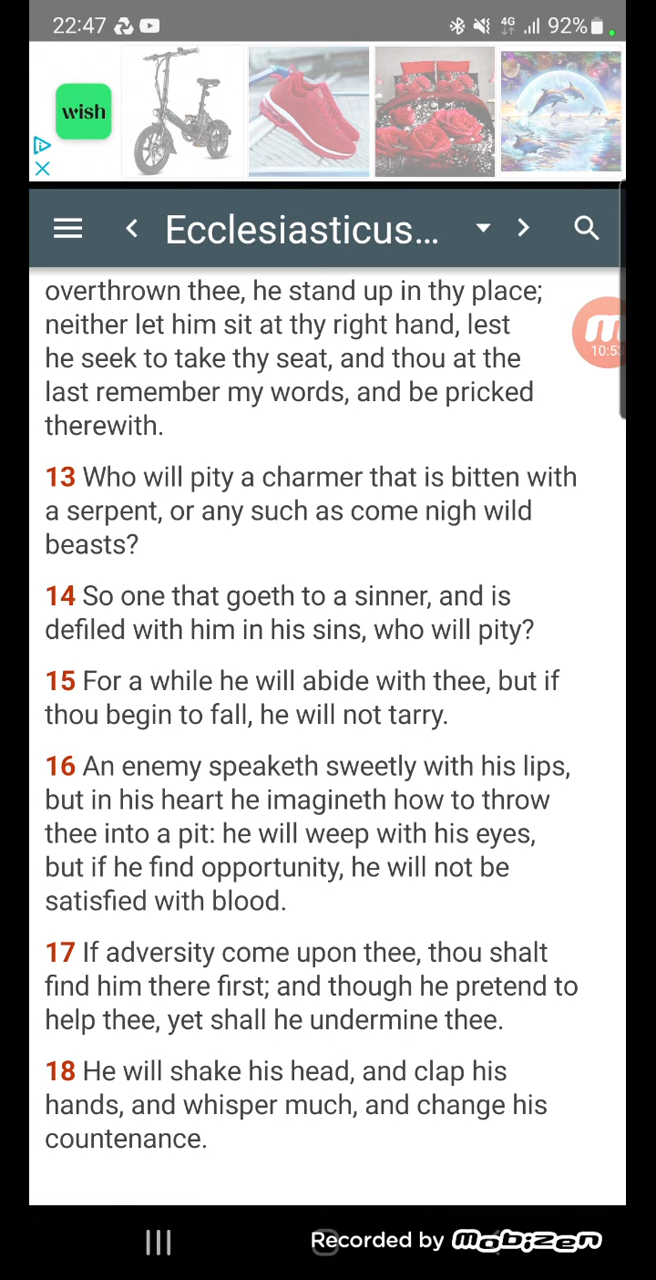 22:47
4G
92%
wish
Ecclesiasticus...
overthrown thee, he stand up in thy place;
neither let him sit at thy right hand, lest
he seek to take thy seat, and thou at the
last remember my words, and be pricked
therewith.
10:53
13 Who will pity a charmer that is bitten with
a serpent, or any such as come nigh wild
beasts?
14 So one that goeth to a sinner, and is
defiled with him in his sins, who will pity?
15 For a while he will abide with thee, but if
thou begin to fall, he will not tarry.
16 An enemy speaketh sweetly with his lips,
but in his heart he imagineth how to throw
thee into a pit: he will weep with his eyes,
but if he find opportunity, he will not be
satisfied with blood.
17 If adversity come upon thee, thou shalt
find him there first; and though he pretend to
help thee, yet shall he undermine thee.
18 He will shake his head, and clap his
hands, and whisper much, and change his
countenance.
Recorded by Mobizen